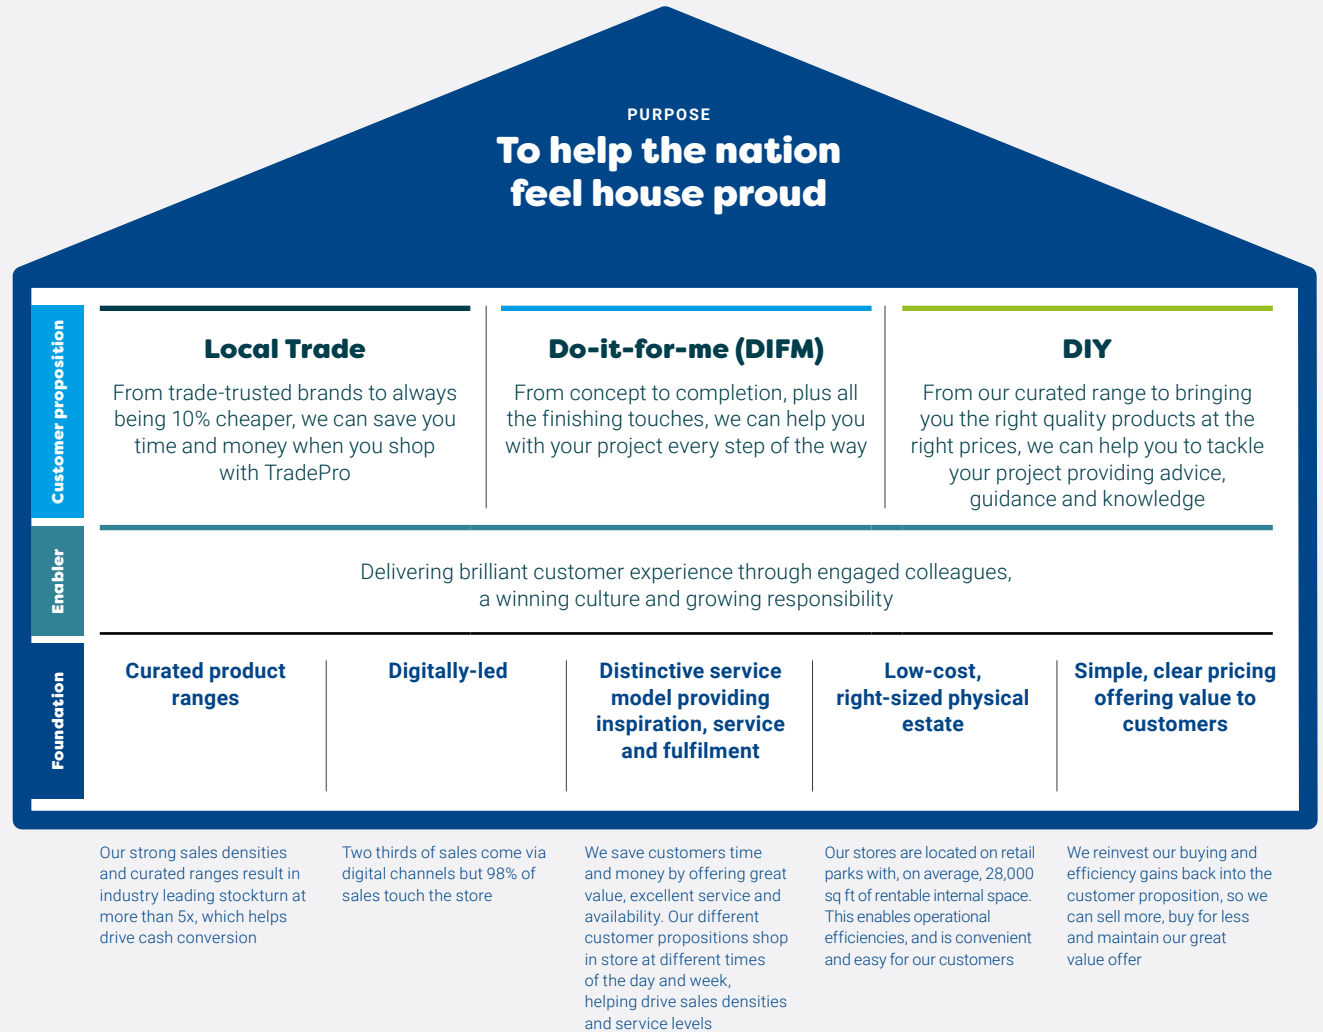 PURPOSE
To help the nation
feel house proud
Customer proposition
Local Trade
From trade-trusted brands to always
being 10% cheaper, we can save you
time and money when you shop
with TradePro
Do-it-for-me (DIFM)
From concept to completion, plus all
the finishing touches, we can help you
with your project every step of the way
DIY
From our curated range to bringing
you the right quality products at the
right prices, we can help you to tackle
your project providing advice,
guidance and knowledge
Enabler
Delivering brilliant customer experience through engaged colleagues,
a winning culture and growing responsibility
Foundation
Curated product
ranges
Digitally-led
Distinctive service
model providing
inspiration, service
and fulfilment
Low-cost,
right-sized physical
estate
Simple, clear pricing
offering value to
customers
Our strong sales densities
and curated ranges result in
industry leading stockturn at
more than 5x, which helps
drive cash conversion
Two thirds of sales come via
digital channels but 98% of
sales touch the store
We save customers time
and money by offering great
value, excellent service and
availability. Our different
customer propositions shop
in store at different times
of the day and week,
helping drive sales densities
and service levels
Our stores are located on retail
parks with, on average, 28,000
sq ft of rentable internal space.
This enables operational
efficiencies, and is convenient
and easy for our customers
We reinvest our buying and
efficiency gains back into the
customer proposition, so we
can sell more, buy for less
and maintain our great
value offer